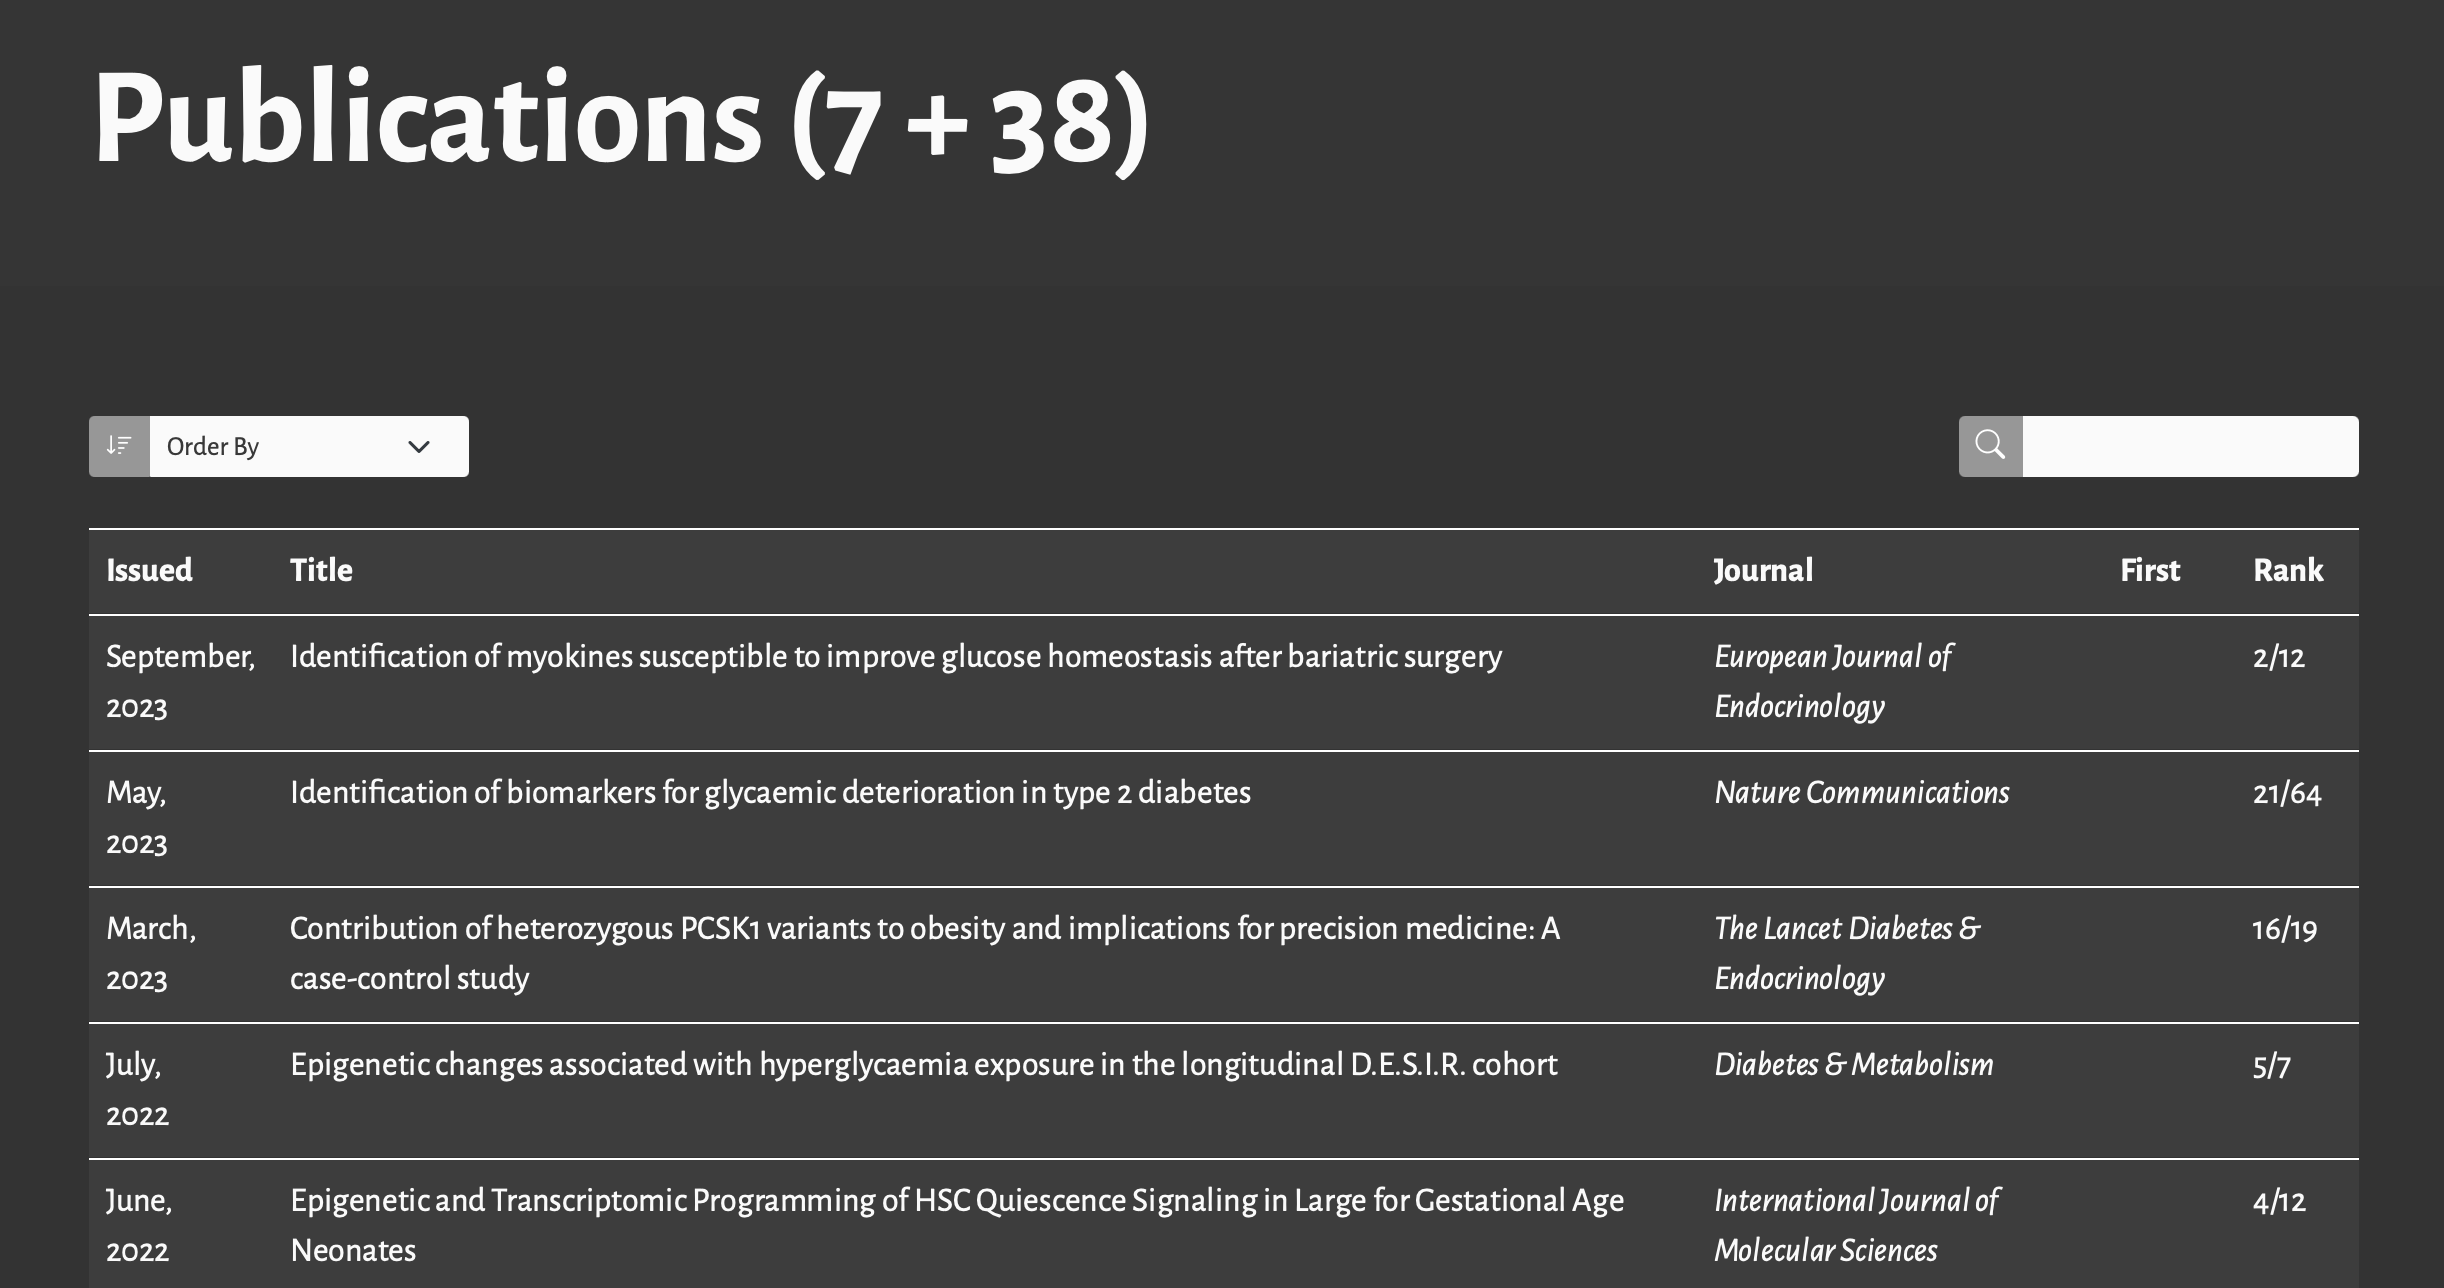 Publications (7 + 38)
Order By
Issued Title Journal First Rank
September, Identification of myokines susceptible to improve glucose homeostasis after bariatric surgery European Journal of 2/12
2023 Endocrinology
May, Identification of biomarkers for glycaemic deterioration in type 2 diabetes Nature Communications 21/64
2023
March, Contribution of heterozygous PCSK1 variants to obesity and implications for precision medicine: A The Lancet Diabetes & 16/19
2023 case-control study Endocrinology
July, Epigenetic changes associated with hyperglycaemia exposure in the longitudinal D.E.S.I.R. cohort Diabetes & Metabolism 5/7
2022
June, Epigenetic and Transcriptomic Programming of HSC Quiescence Signaling in Large for Gestational Age International Journal of 4/12
2022 Neonates Molecular Sciences